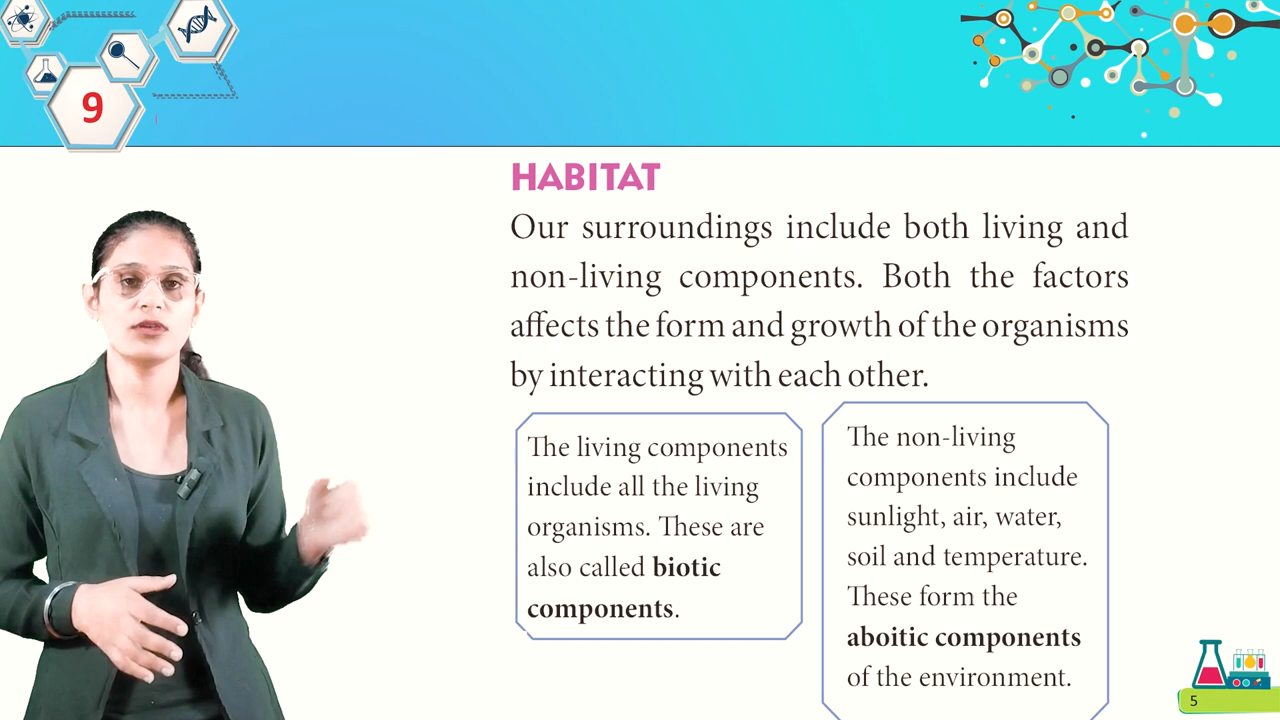 9
HABITAT
Our surroundings include both living and
non-living components. Both the factors
affects the form and growth of the organisms
by interacting with each other.
The living components
include all the living
organisms. These are
also called biotic
components.
The non-living
components include
sunlight, air, water,
soil and temperature.
These form the
aboitic components
of the environment.
5